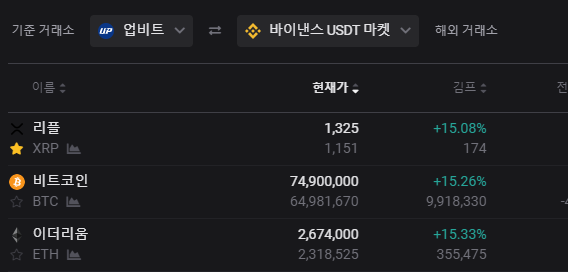 기준 거래소 UP 업비트 바이낸스 USDT 마켓 해외 거래소
이름 현재가 김프 전
리플 1,325 +15.08%
XRP 1,151 174
비트코인 74,900,000 +15.26%
BTC 64,981,670 9,918,330 -4
이더리움 2,674,000 +15.33%
ETH 2,318,525 355,475